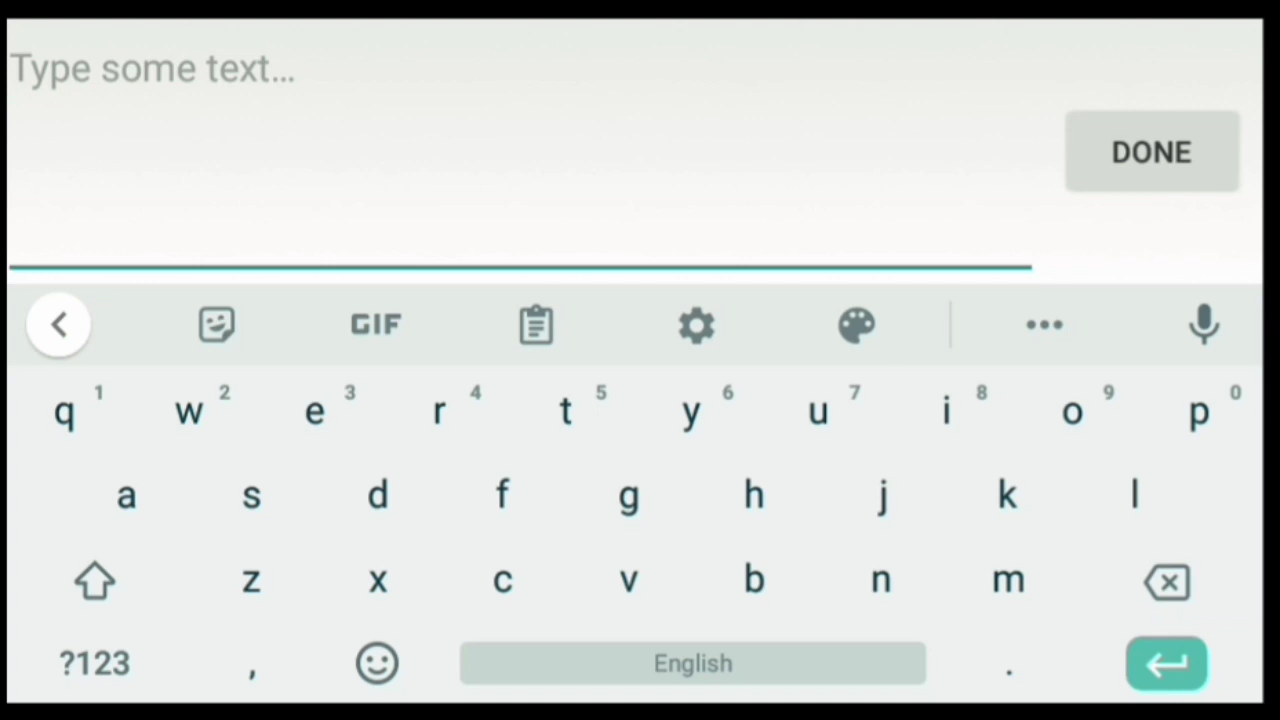 Type some text...
DONE
GIF
q 1 w 2 e 3 r 4 t 5 y 6 u 7 i 8 o 9 p 0
a s d f g h j k l
z x c v b n m
?123 , English .